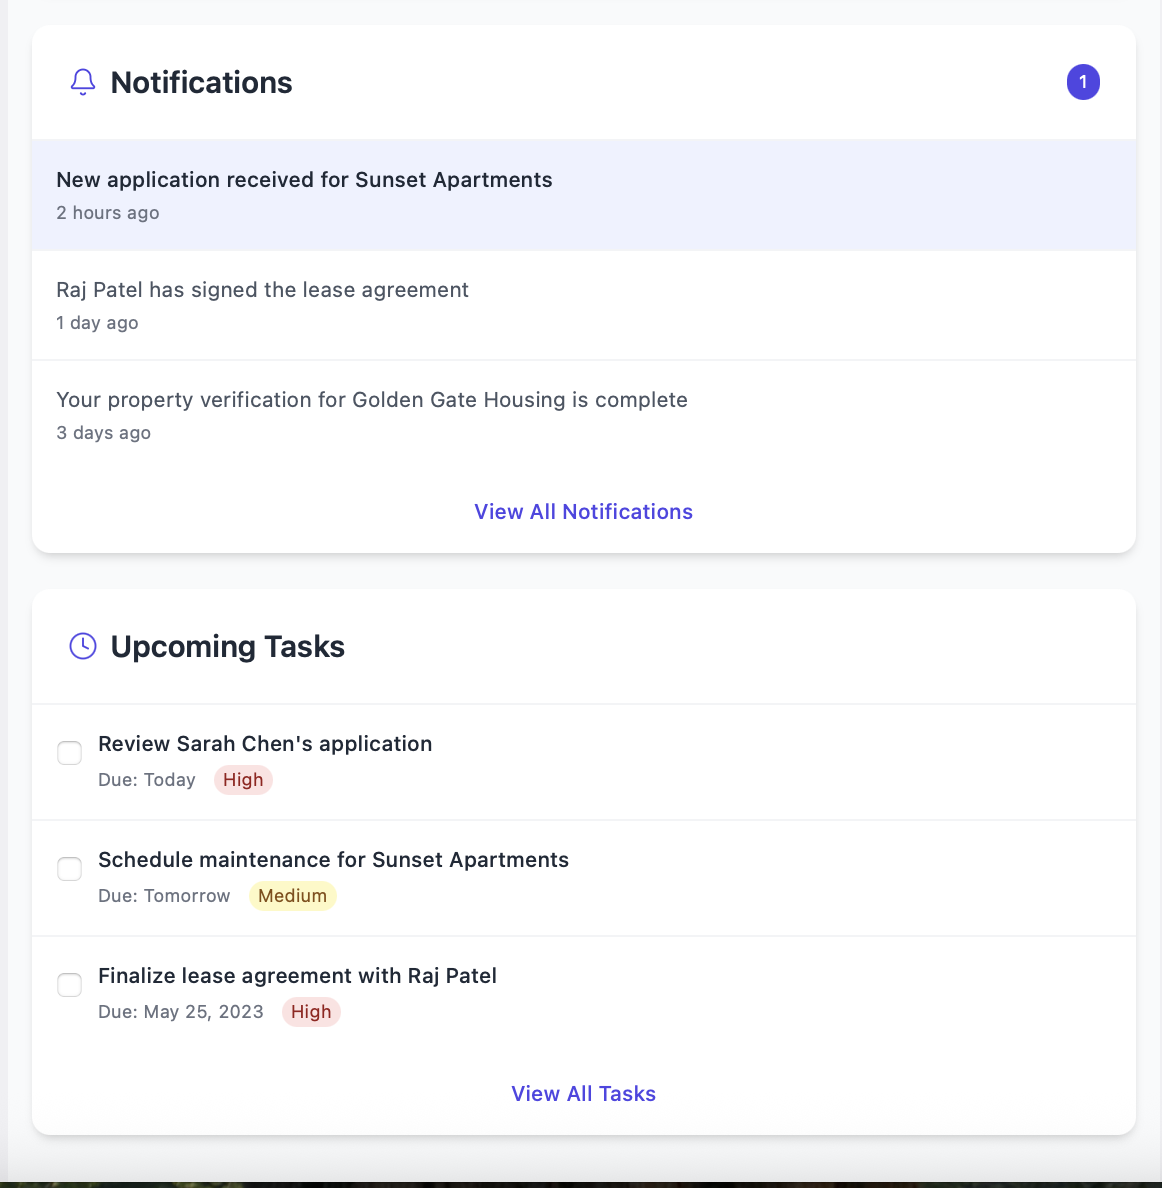 Notifications
1
New application received for Sunset Apartments
2 hours ago
Raj Patel has signed the lease agreement
1 day ago
Your property verification for Golden Gate Housing is complete
3 days ago
View All Notifications
Upcoming Tasks
Review Sarah Chen's application
Due: Today High
Schedule maintenance for Sunset Apartments
Due: Tomorrow Medium
Finalize lease agreement with Raj Patel
Due: May 25, 2023 High
View All Tasks